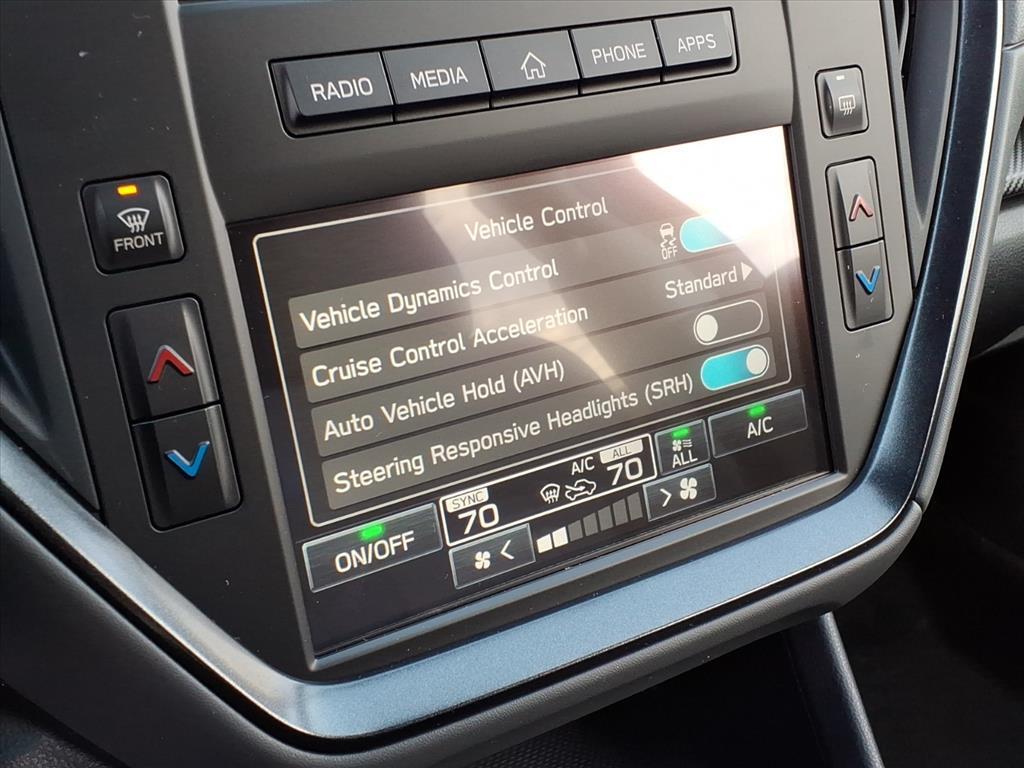 RADIO MEDIA PHONE APPS
FRONT
Vehicle Control
Vehicle Dynamics Control OFF
Cruise Control Acceleration Standard
Auto Vehicle Hold (AVH)
Steering Responsive Headlights (SRH)
ON/OFF
SYNC
70
A/C
ALL
70
ALL
A/C